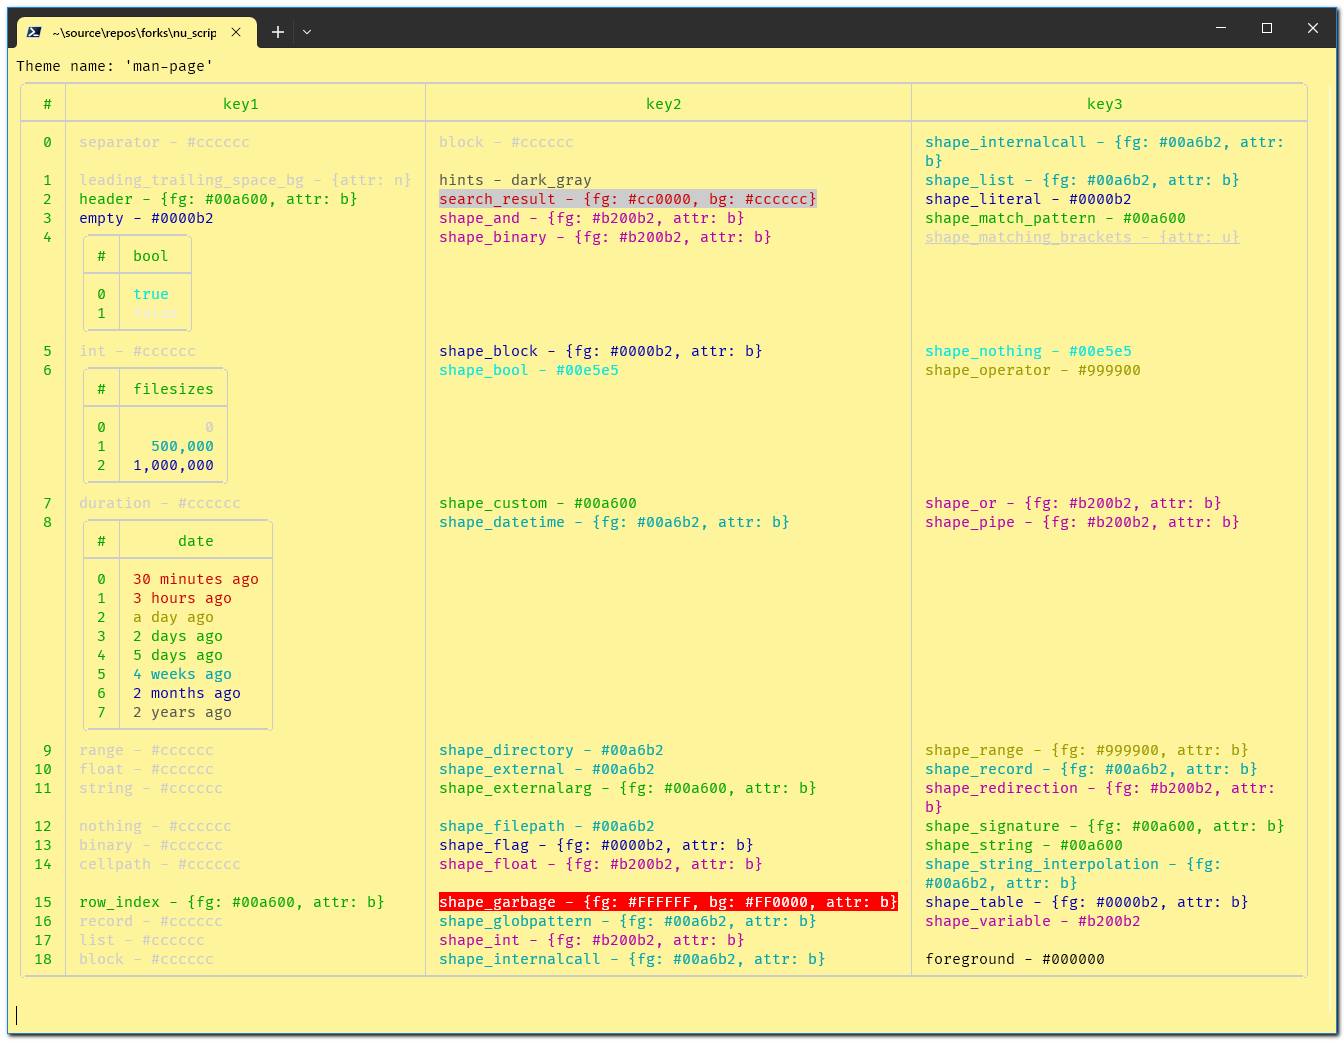 ~\source\repos\forks\nu_scrip
Theme name: 'man-page'
# key1 key2 key3
0 separator - #cccccc block - #cccccc shape_internalcall - {fg: #00a6b2, attr:
b}
1 leading_trailing_space_bg - {attr: n} hints - dark_gray shape_list - {fg: #00a6b2, attr: b}
2 header - {fg: #00a600, attr: b} search_result - {fg: #cc0000, bg: #cccccc} shape_literal - #0000b2
3 empty - #0000b2 shape_and - {fg: #b200b2, attr: b} shape_match_pattern - #00a600
4 shape_binary - {fg: #b200b2, attr: b} shape_matching_brackets - {attr: u}
# bool
0 true
1 false
5 int - #cccccc shape_block - {fg: #0000b2, attr: b} shape_nothing - #00e5e5
6 shape_bool - #00e5e5 shape_operator - #999900
# filesizes
0 0
1 500,000
2 1,000,000
7 duration - #cccccc shape_custom - #00a600 shape_or - {fg: #b200b2, attr: b}
8 shape_datetime - {fg: #00a6b2, attr: b} shape_pipe - {fg: #b200b2, attr: b}
# date
0 30 minutes ago
1 3 hours ago
2 a day ago
3 2 days ago
4 5 days ago
5 4 weeks ago
6 2 months ago
7 2 years ago
9 range - #cccccc shape_directory - #00a6b2 shape_range - {fg: #999900, attr: b}
10 float - #cccccc shape_external - #00a6b2 shape_record - {fg: #00a6b2, attr: b}
11 string - #cccccc shape_externalarg - {fg: #00a600, attr: b} shape_redirection - {fg: #b200b2, attr:
b}
12 nothing - #cccccc shape_filepath - #00a6b2 shape_signature - {fg: #00a600, attr: b}
13 binary - #cccccc shape_flag - {fg: #0000b2, attr: b} shape_string - #00a600
14 cellpath - #cccccc shape_float - {fg: #b200b2, attr: b} shape_string_interpolation - {fg:
#00a6b2, attr: b}
15 row_index - {fg: #00a600, attr: b} shape_garbage - {fg: #FFFFFF, bg: #FF0000, attr: b} shape_table - {fg: #0000b2, attr: b}
16 record - #cccccc shape_globpattern - {fg: #00a6b2, attr: b} shape_variable - #b200b2
17 list - #cccccc shape_int - {fg: #b200b2, attr: b}
18 block - #cccccc shape_internalcall - {fg: #00a6b2, attr: b} foreground - #000000